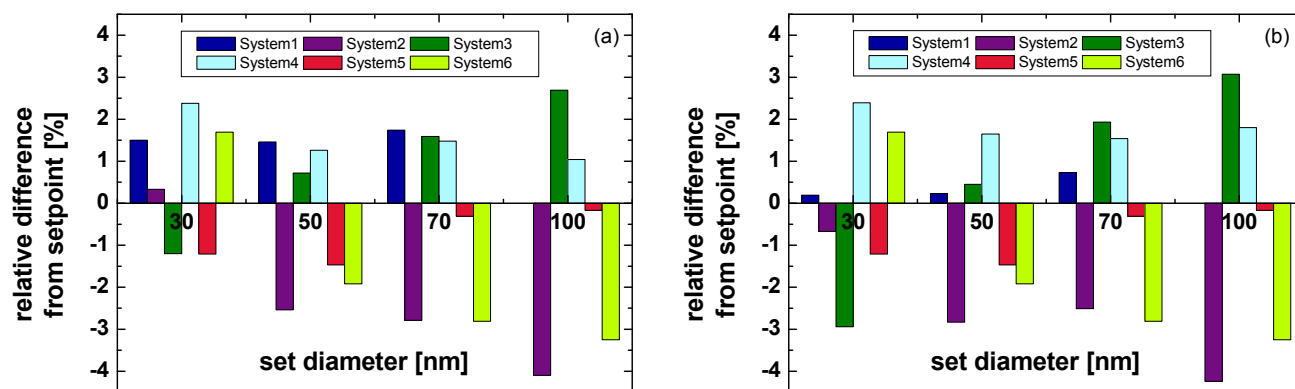 (a)
System1 System2 System3
System4 System5 System6
4
3
2
1
0
-1
-2
-3
-4
relative difference
from setpoint [%]
30 50 70 100
set diameter [nm]
(b)
System1 System2 System3
System4 System5 System6
4
3
2
1
0
-1
-2
-3
-4
relative difference
from setpoint [%]
30 50 70 100
set diameter [nm]